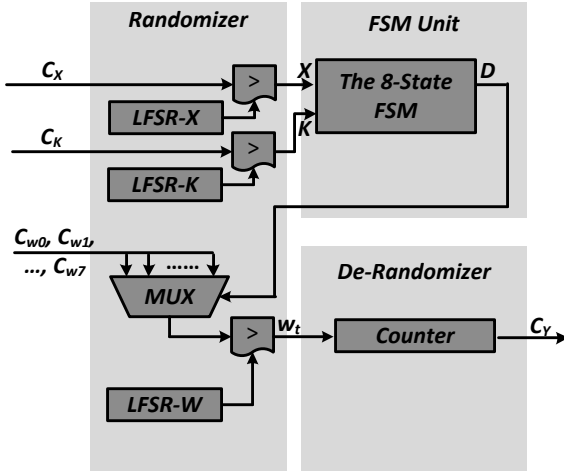 Randomizer
FSM Unit
C_X
>
X
The 8-State
FSM
D
LFSR-X
C_K
>
K
LFSR-K
C_w0, C_w1,
..., C_w7
......
MUX
De-Randomizer
>
w_t
Counter
C_Y
LFSR-W